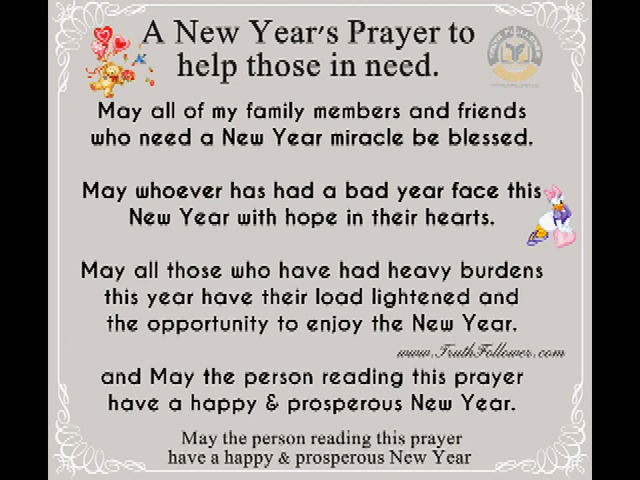 A New Year's Prayer to
help those in need.
May all of my family members and friends
who need a New Year miracle be blessed.
May whoever has had a bad year face this
New Year with hope in their hearts.
May all those who have had heavy burdens
this year have their load lightened and
the opportunity to enjoy the New Year.
www.TruthFollower.com
and May the person reading this prayer
have a happy & prosperous New Year.
May the person reading this prayer
have a happy & prosperous New Year